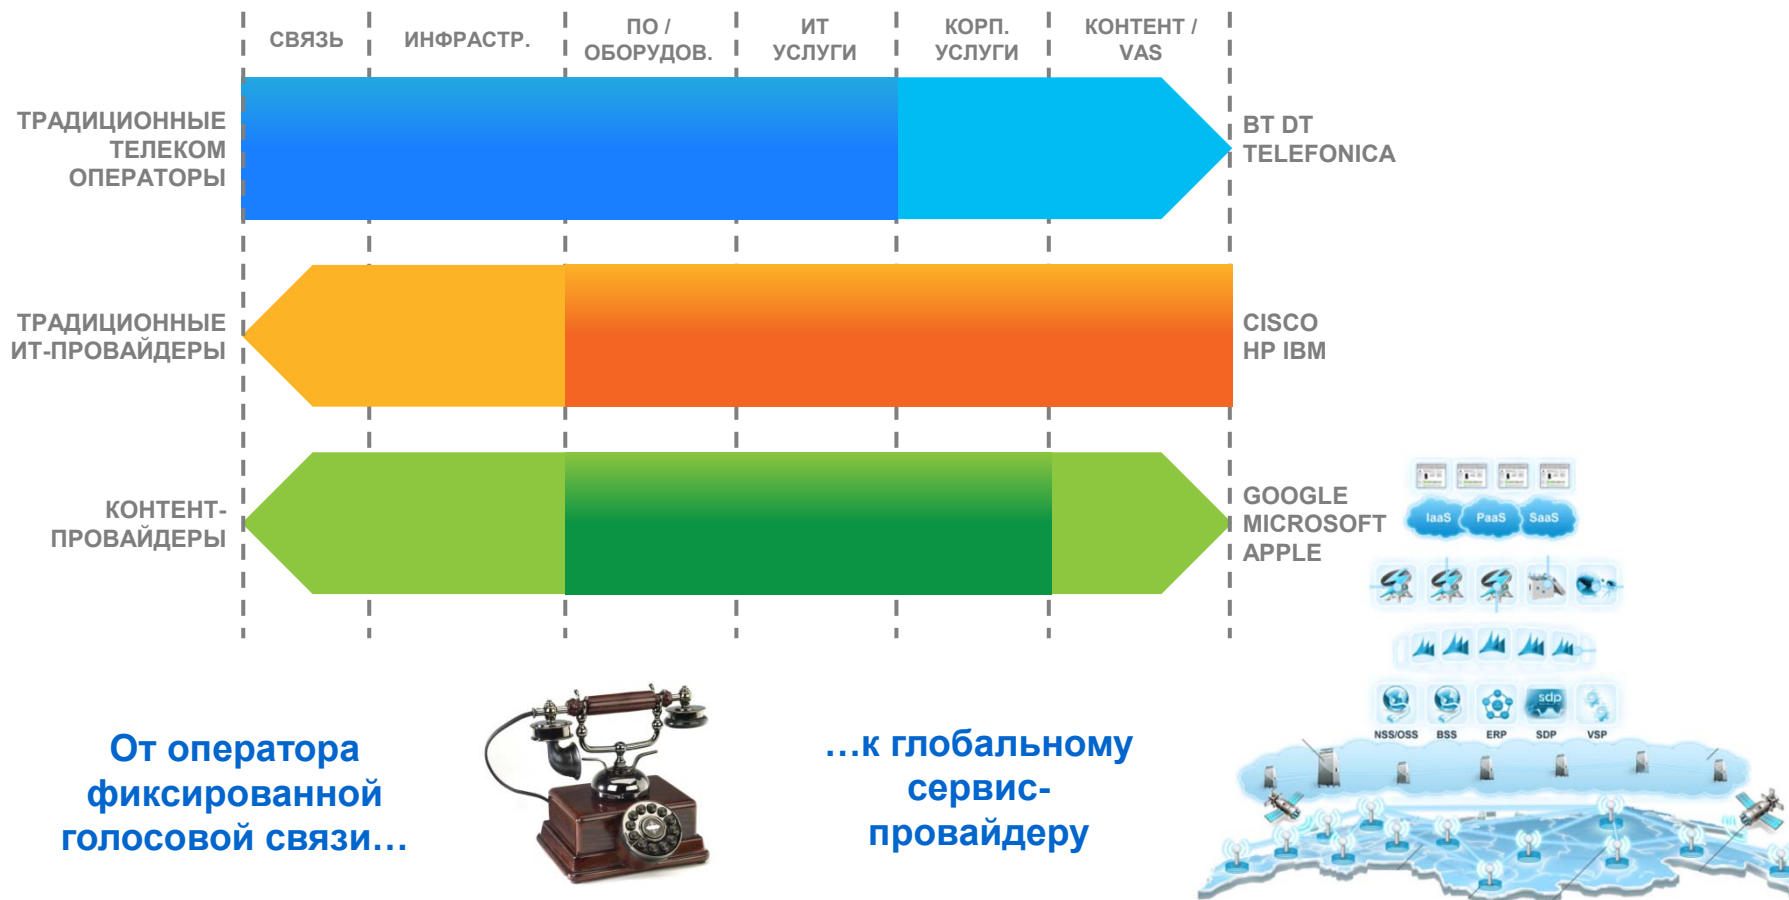 СВЯЗЬ
ИНФРАСТР.
ПО /
ОБОРУДОВ.
ИТ
УСЛУГИ
КОРП.
УСЛУГИ
КОНТЕНТ /
VAS
ТРАДИЦИОННЫЕ
ТЕЛЕКОМ
ОПЕРАТОРЫ
BT DT
TELEFONICA
ТРАДИЦИОННЫЕ
ИТ-ПРОВАЙДЕРЫ
CISCO
HP IBM
КОНТЕНТ-
ПРОВАЙДЕРЫ
GOOGLE
MICROSOFT
APPLE
IaaS
PaaS
SaaS
sdp
NSS/OSS
BSS
ERP
SDP
VSP
От оператора
фиксированной
голосовой связи…
…к глобальному
сервис-
провайдеру